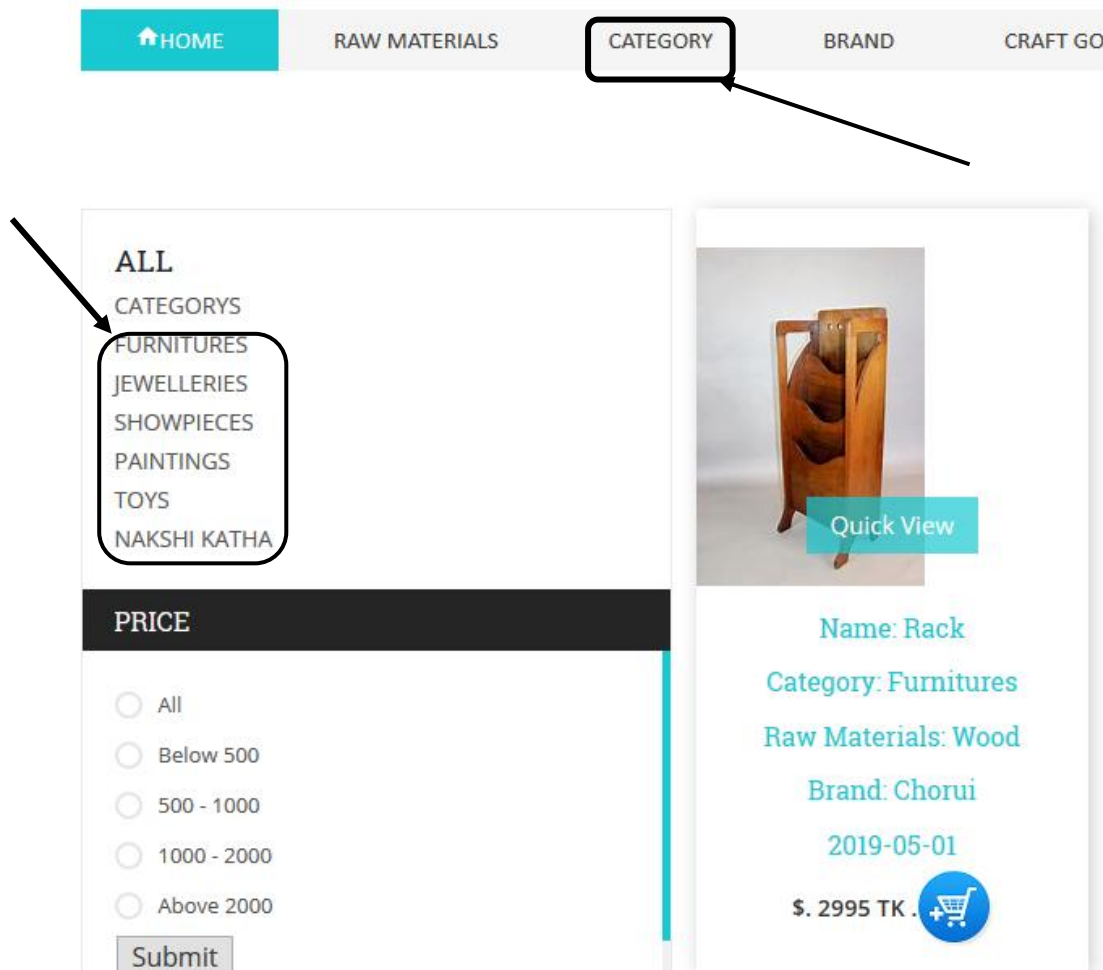 HOME RAW MATERIALS CATEGORY BRAND CRAFT GO
ALL
CATEGORYS
FURNITURES
JEWELLERIES
SHOWPIECES
PAINTINGS
TOYS
NAKSHI KATHA
PRICE
All
Below 500
500 - 1000
1000 - 2000
Above 2000
Submit
Quick View
Name: Rack
Category: Furnitures
Raw Materials: Wood
Brand: Chorui
2019-05-01
$. 2995 TK .